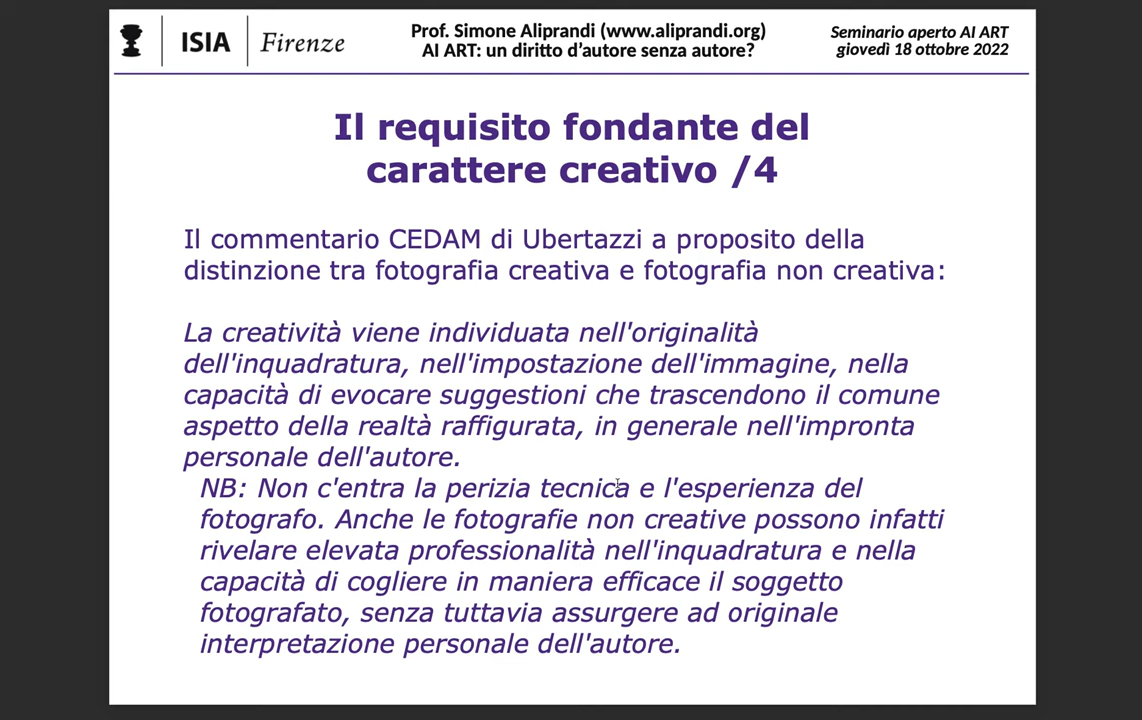 ISIA Firenze
Prof. Simone Aliprandi (www.aliprandi.org)
AI ART: un diritto d'autore senza autore?
Seminario aperto AI ART
giovedì 18 ottobre 2022
Il requisito fondante del
carattere creativo /4
Il commentario CEDAM di Ubertazzi a proposito della
distinzione tra fotografia creativa e fotografia non creativa:
La creatività viene individuata nell'originalità
dell'inquadratura, nell'impostazione dell'immagine, nella
capacità di evocare suggestioni che trascendono il comune
aspetto della realtà raffigurata, in generale nell'impronta
personale dell'autore.
NB: Non c'entra la perizia tecnica e l'esperienza del
fotografo. Anche le fotografie non creative possono infatti
rivelare elevata professionalità nell'inquadratura e nella
capacità di cogliere in maniera efficace il soggetto
fotografato, senza tuttavia assurgere ad originale
interpretazione personale dell'autore.